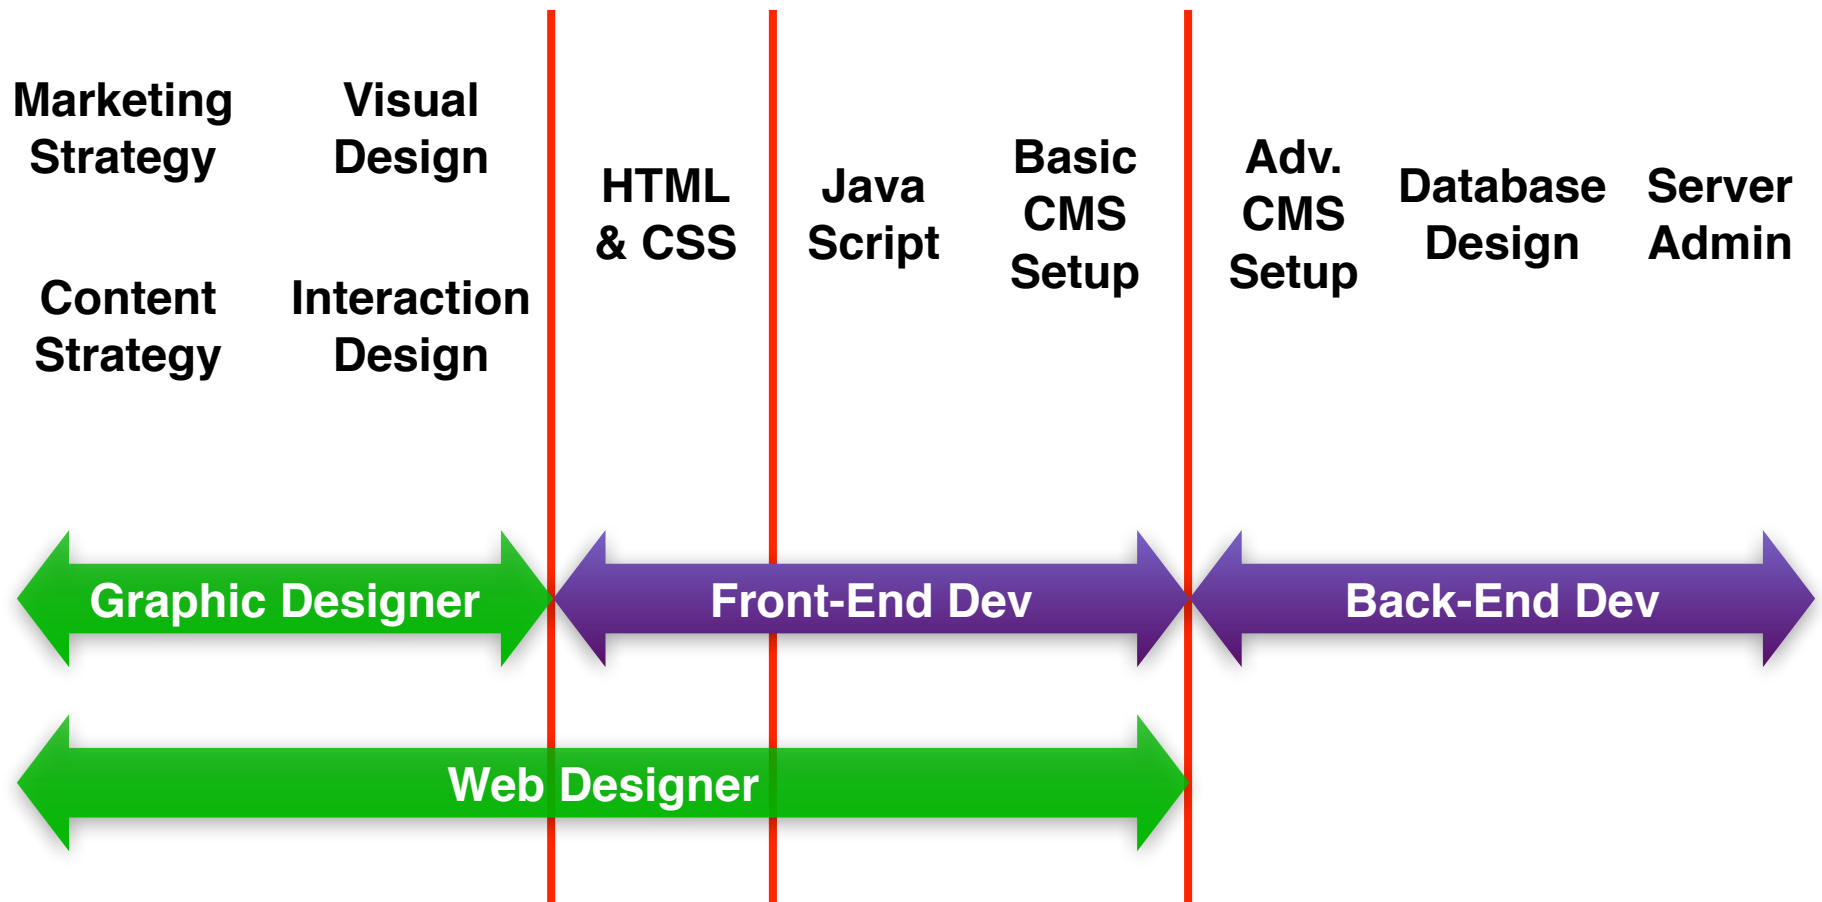 Marketing
Strategy
Visual
Design
Content
Strategy
Interaction
Design
HTML
& CSS
Java
Script
Basic
CMS
Setup
Adv.
CMS
Setup
Database
Design
Server
Admin
Graphic Designer
Front-End Dev
Back-End Dev
Web Designer